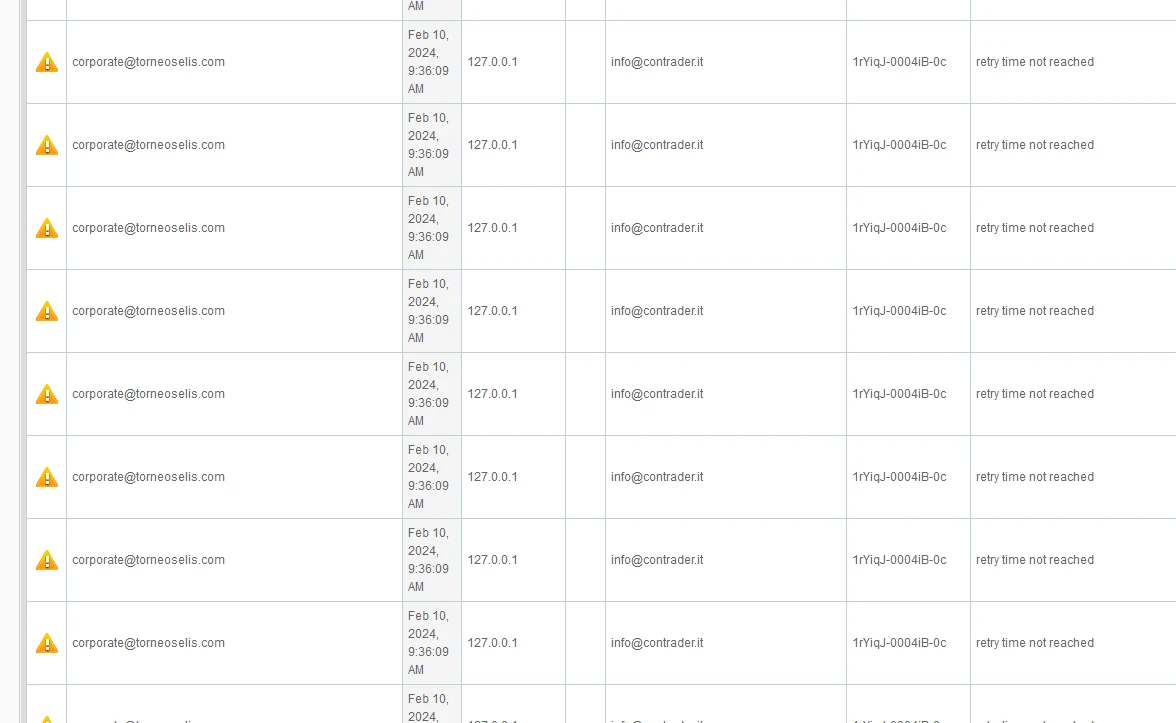 AM
corporate@torneoselis.com
Feb 10,
2024,
9:36:09
AM
127.0.0.1
info@contrader.it
1rYiqJ-0004iB-0c
retry time not reached
corporate@torneoselis.com
Feb 10,
2024,
9:36:09
AM
127.0.0.1
info@contrader.it
1rYiqJ-0004iB-0c
retry time not reached
corporate@torneoselis.com
Feb 10,
2024,
9:36:09
AM
127.0.0.1
info@contrader.it
1rYiqJ-0004iB-0c
retry time not reached
corporate@torneoselis.com
Feb 10,
2024,
9:36:09
AM
127.0.0.1
info@contrader.it
1rYiqJ-0004iB-0c
retry time not reached
corporate@torneoselis.com
Feb 10,
2024,
9:36:09
AM
127.0.0.1
info@contrader.it
1rYiqJ-0004iB-0c
retry time not reached
corporate@torneoselis.com
Feb 10,
2024,
9:36:09
AM
127.0.0.1
info@contrader.it
1rYiqJ-0004iB-0c
retry time not reached
corporate@torneoselis.com
Feb 10,
2024,
9:36:09
AM
127.0.0.1
info@contrader.it
1rYiqJ-0004iB-0c
retry time not reached
corporate@torneoselis.com
Feb 10,
2024,
9:36:09
AM
127.0.0.1
info@contrader.it
1rYiqJ-0004iB-0c
retry time not reached
Feb 10,
2024,